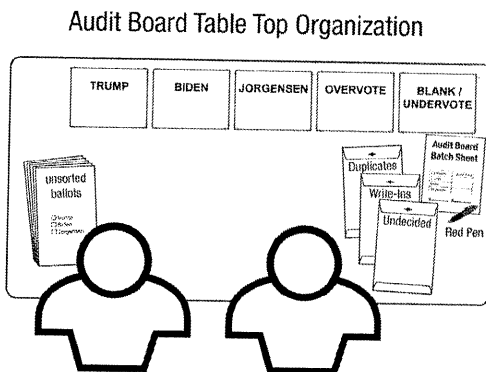 Audit Board Table Top Organization
TRUMP
BIDEN
JORGENSEN
OVERVOTE
BLANK /
UNDERVOTE
unsorted
ballots
Duplicates
Write-Ins
Undecided
Audit Board
Batch Sheet
Red Pen